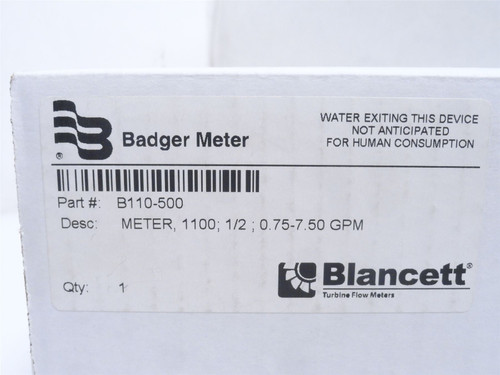 Badger Meter
®
WATER EXITING THIS DEVICE
NOT ANTICIPATED
FOR HUMAN CONSUMPTION
Part #: B110-500
Desc: METER, 1100; 1/2 ; 0.75-7.50 GPM
Qty: 1
Blancett®
Turbine Flow Meters